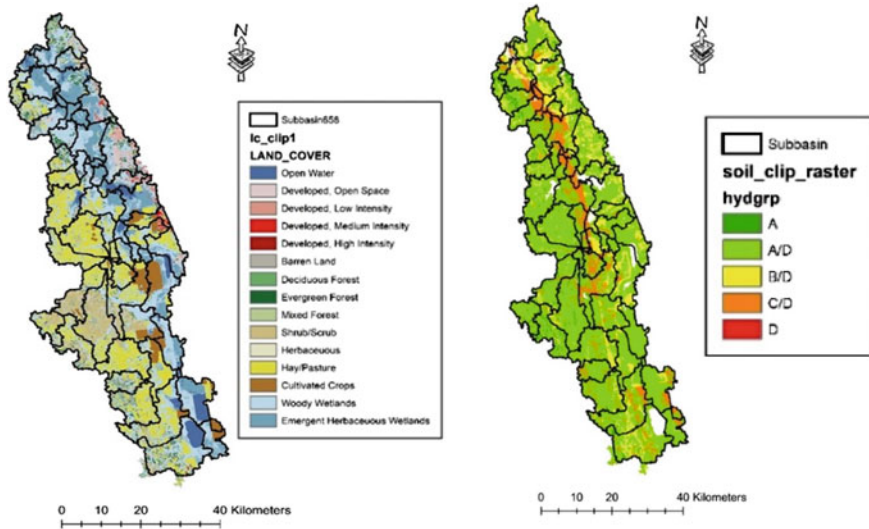 N
Subbasin658
lc_clip1
LAND_COVER
Open Water
Developed, Open Space
Developed, Low Intensity
Developed, Medium Intensity
Developed, High Intensity
Barren Land
Deciduous Forest
Evergreen Forest
Mixed Forest
Shrub/Scrub
Herbaceuous
Hay/Pasture
Cultivated Crops
Woody Wetlands
Emergent Herbaceuous Wetlands
0 10 20 40 Kilometers
N
Subbasin
soil_clip_raster
hydgrp
A
A/D
B/D
C/D
D
0 5 10 20 30 40 Kilometers